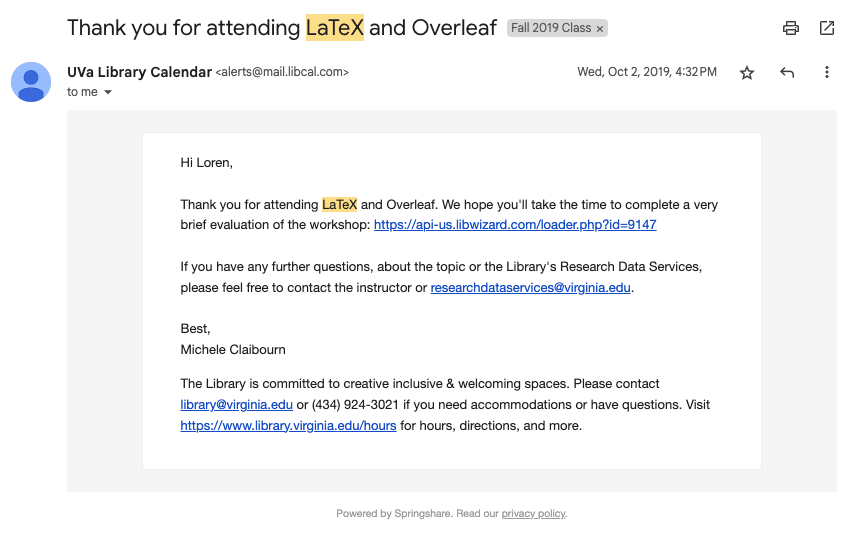 Thank you for attending LaTeX and Overleaf Fall 2019 Class ×
UVa Library Calendar <alerts@mail.libcal.com> Wed, Oct 2, 2019, 4:32 PM
to me
Hi Loren,
Thank you for attending LaTeX and Overleaf. We hope you'll take the time to complete a very
brief evaluation of the workshop: https://api-us.libwizard.com/loader.php?id=9147
If you have any further questions, about the topic or the Library's Research Data Services,
please feel free to contact the instructor or researchdataservices@virginia.edu.
Best,
Michele Claibourn
The Library is committed to creative inclusive & welcoming spaces. Please contact
library@virginia.edu or (434) 924-3021 if you need accommodations or have questions. Visit
https://www.library.virginia.edu/hours for hours, directions, and more.
Powered by Springshare. Read our privacy policy.